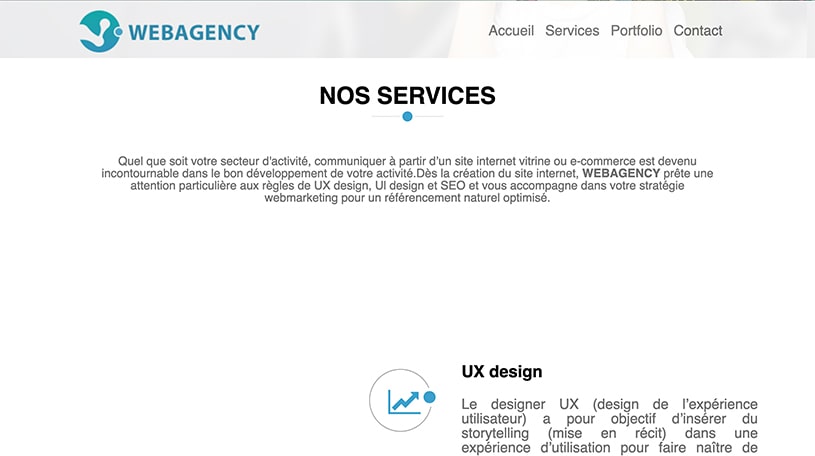 WEBAGENCY
Accueil Services Portfolio Contact
NOS SERVICES
Quel que soit votre secteur d'activité, communiquer à partir d'un site internet vitrine ou e-commerce est devenu
incontournable dans le bon développement de votre activité.Dès la création du site internet, WEBAGENCY prête une
attention particulière aux règles de UX design, UI design et SEO et vous accompagne dans votre stratégie
webmarketing pour un référencement naturel optimisé.
UX design
Le designer UX (design de l'expérience
utilisateur) a pour objectif d'insérer du
storytelling (mise en récit) dans une
expérience d'utilisation pour faire naître de